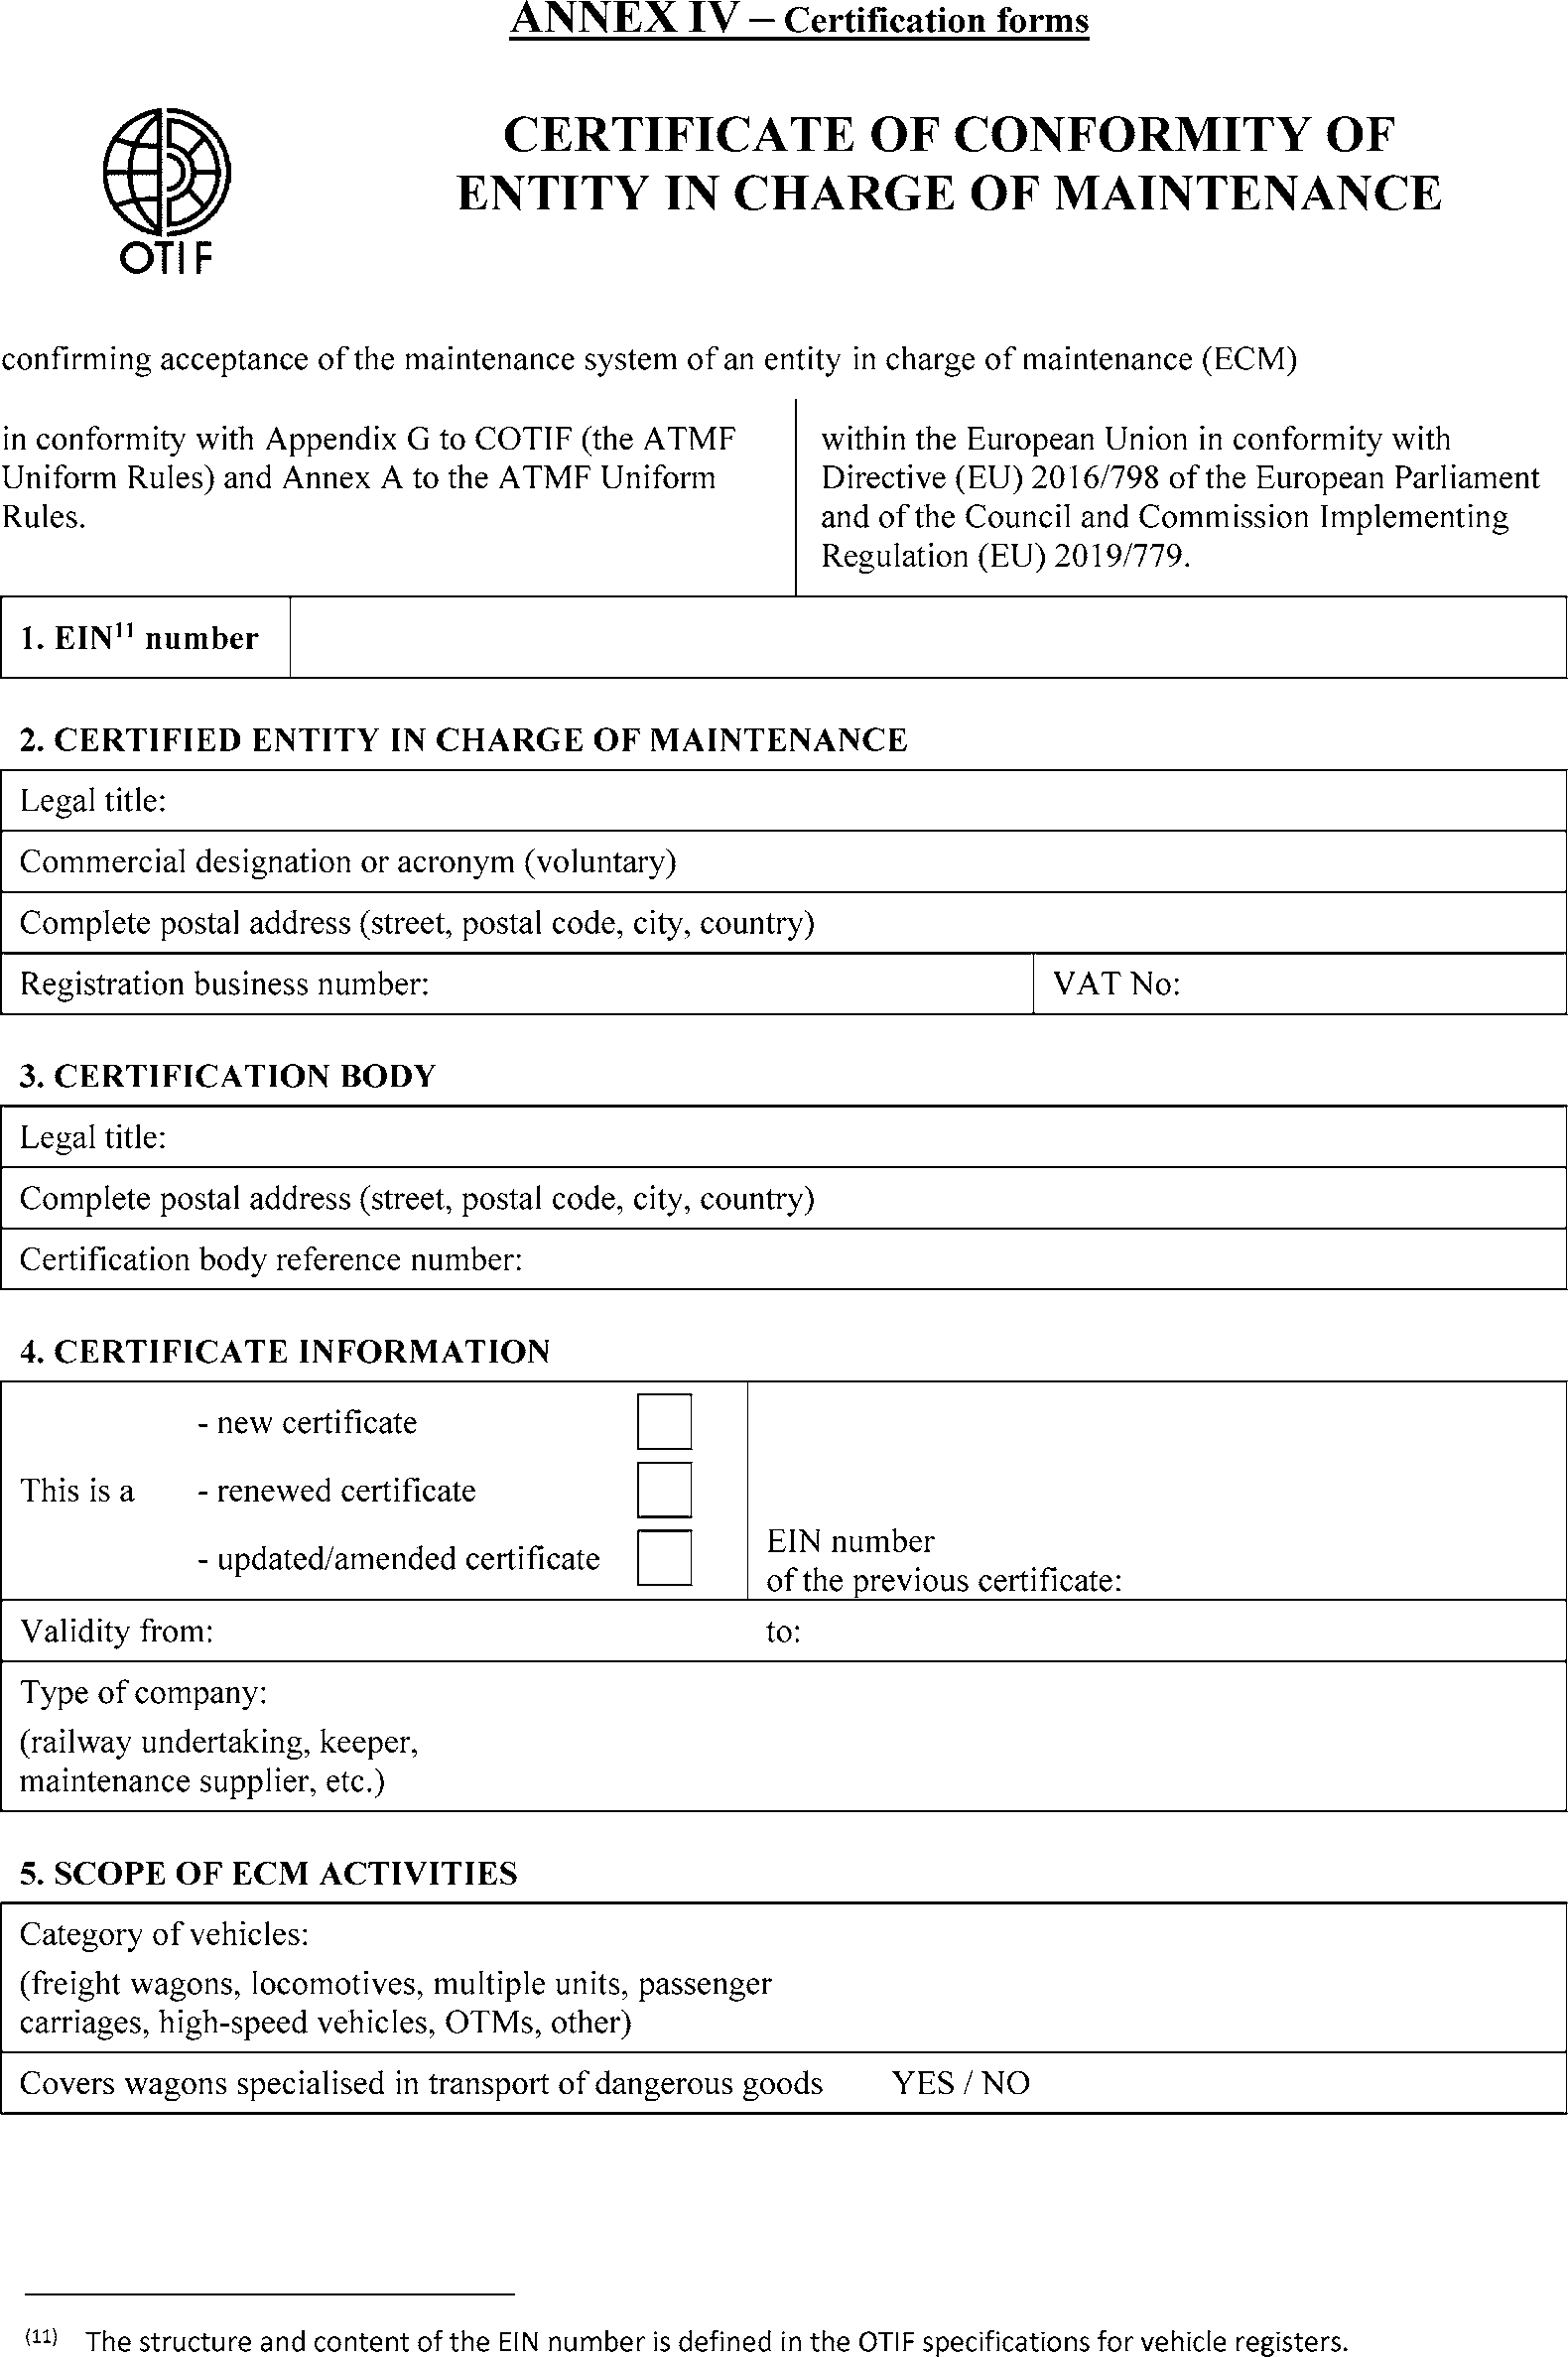 ANNEX IV – Certification forms
OTIF
CERTIFICATE OF CONFORMITY OF
ENTITY IN CHARGE OF MAINTENANCE
confirming acceptance of the maintenance system of an entity in charge of maintenance (ECM)
in conformity with Appendix G to COTIF (the ATMF
Uniform Rules) and Annex A to the ATMF Uniform
Rules.
within the European Union in conformity with
Directive (EU) 2016/798 of the European Parliament
and of the Council and Commission Implementing
Regulation (EU) 2019/779.
1. EIN¹¹ number
2. CERTIFIED ENTITY IN CHARGE OF MAINTENANCE
Legal title:
Commercial designation or acronym (voluntary)
Complete postal address (street, postal code, city, country)
Registration business number: VAT No:
3. CERTIFICATION BODY
Legal title:
Complete postal address (street, postal code, city, country)
Certification body reference number:
4. CERTIFICATE INFORMATION
- new certificate
This is a - renewed certificate
- updated/amended certificate
EIN number
of the previous certificate:
Validity from: to:
Type of company:
(railway undertaking, keeper,
maintenance supplier, etc.)
5. SCOPE OF ECM ACTIVITIES
Category of vehicles:
(freight wagons, locomotives, multiple units, passenger
carriages, high-speed vehicles, OTMs, other)
Covers wagons specialised in transport of dangerous goods YES / NO
(11) The structure and content of the EIN number is defined in the OTIF specifications for vehicle registers.